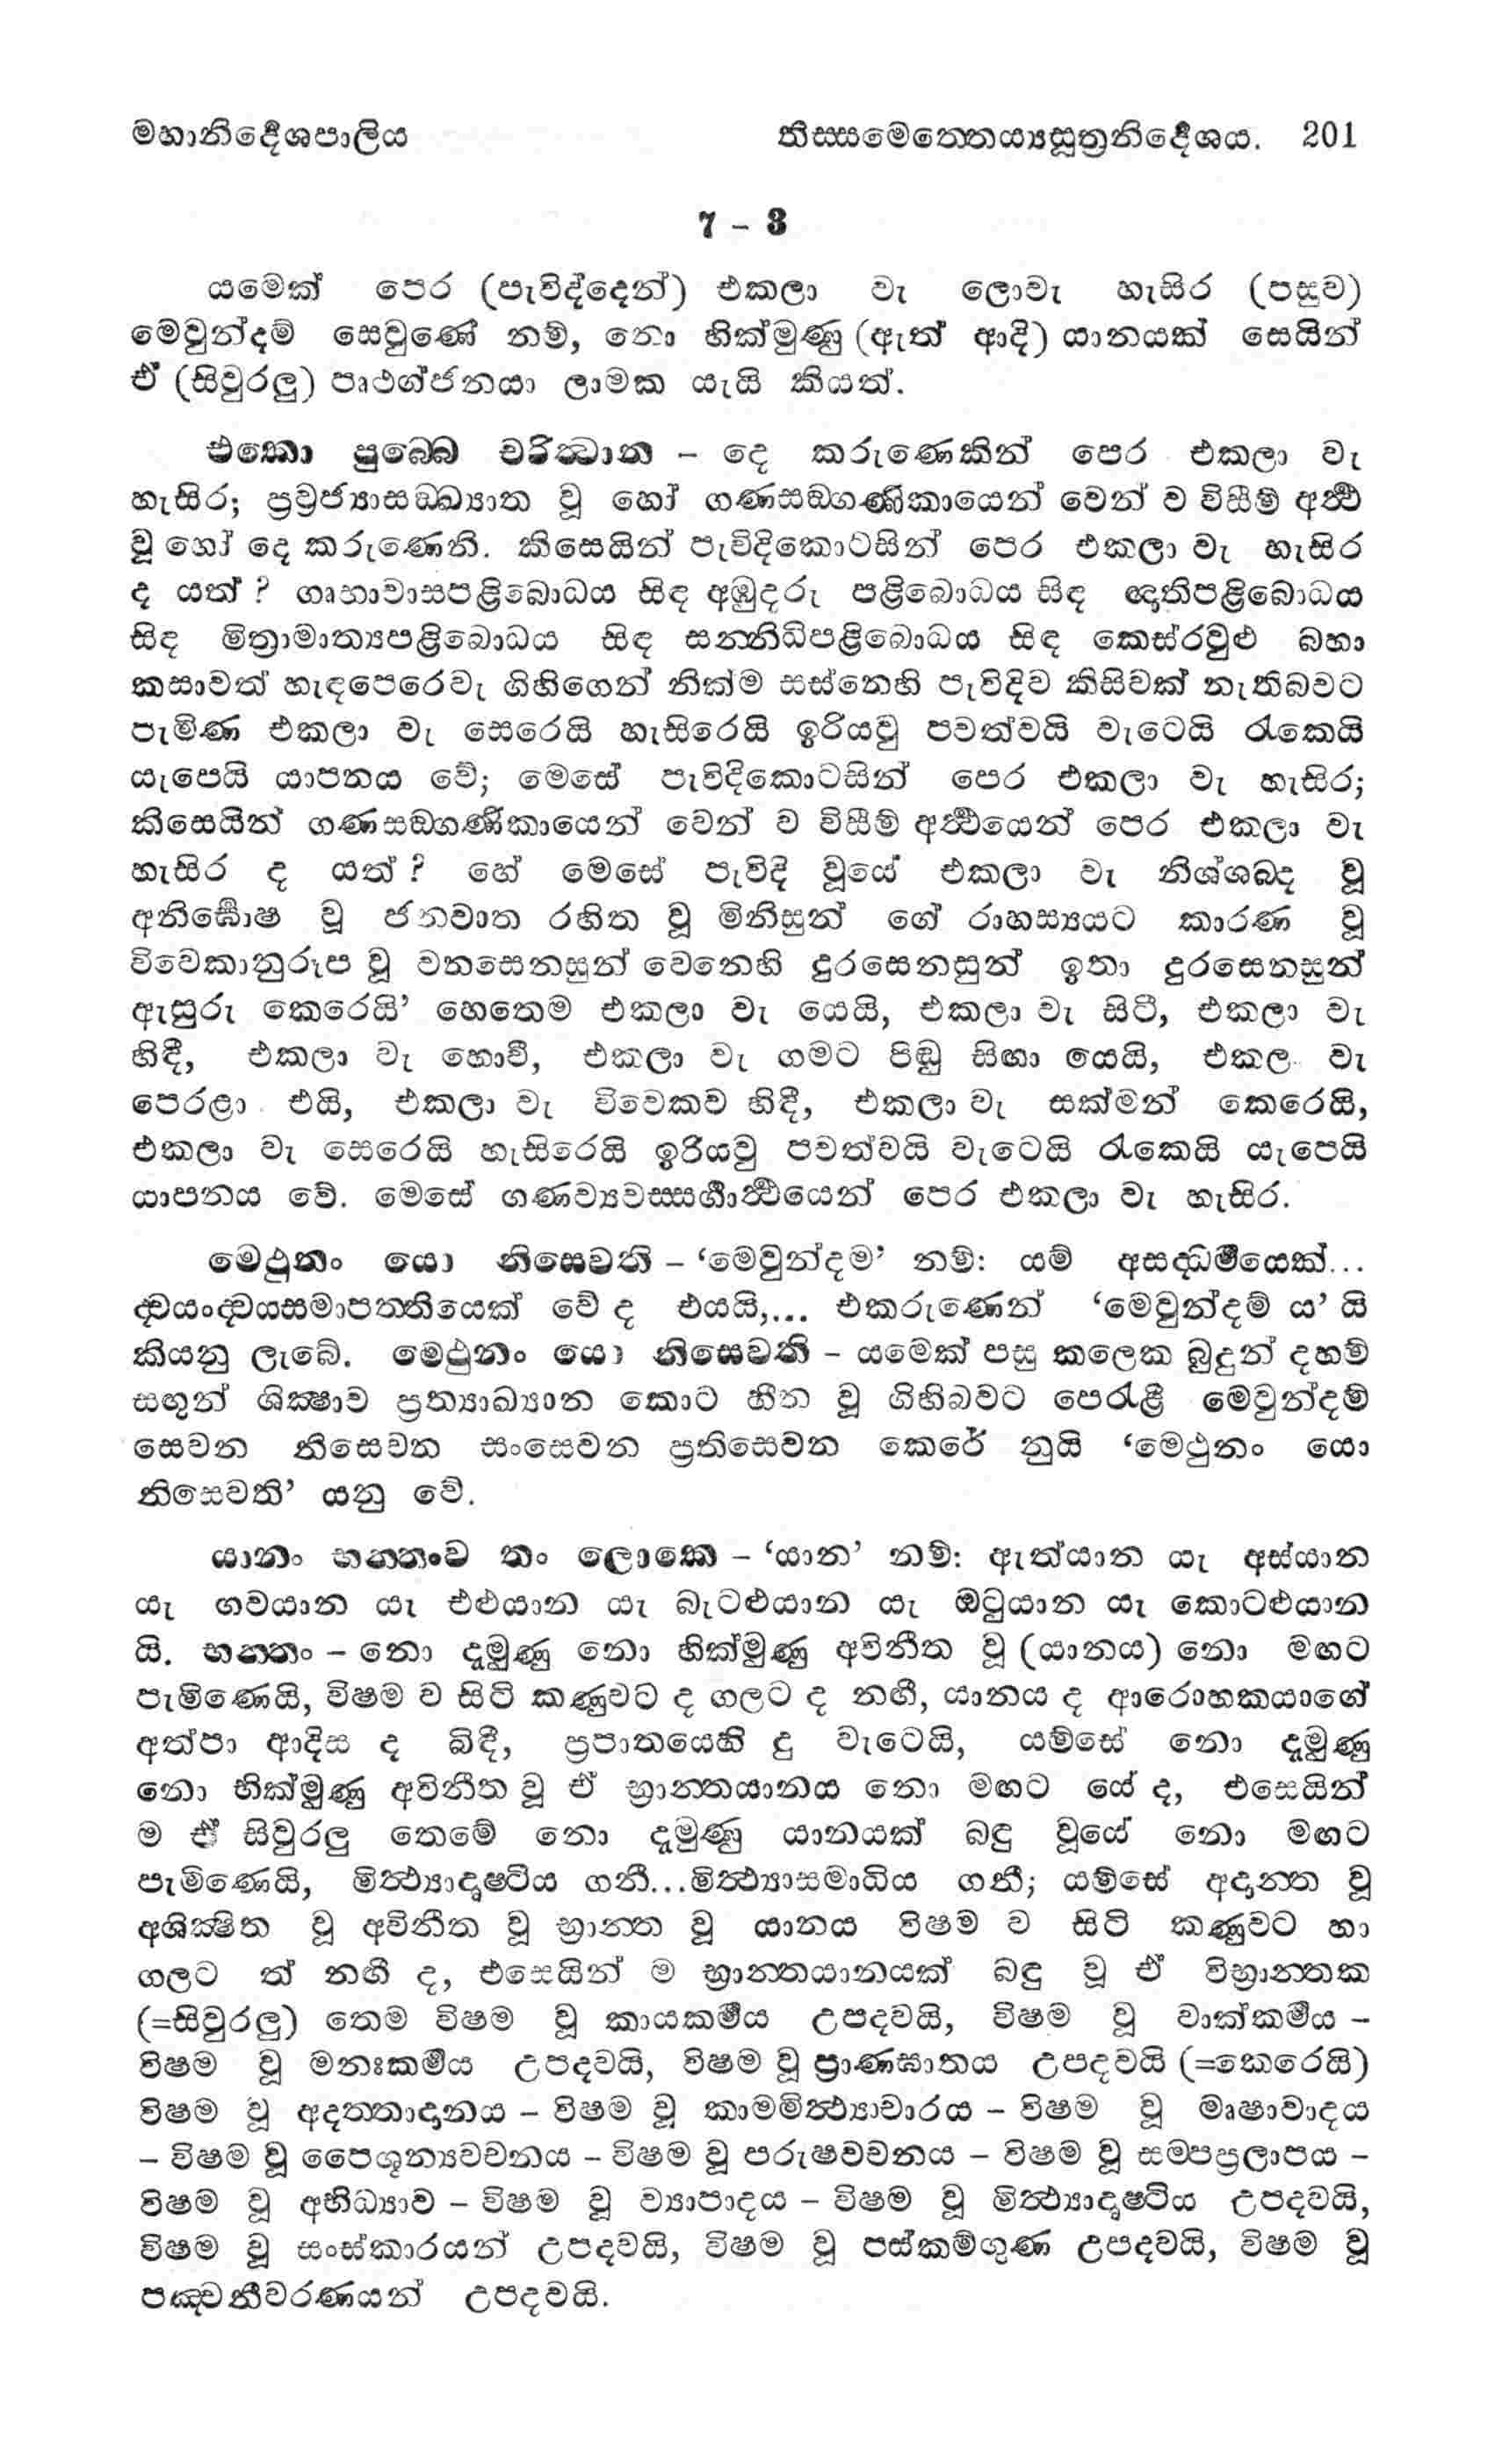 මහානිද්දේශපාලිය තිස්සමෙත්තෙය්‍යසූත්‍රනිර්දේශය. 201
7 – 3
යමෙක් පෙර (පැවිද්දෙන්) එකලා වැ ලොවැ හැසිර (පසුව)
මෙවුන්දම් සෙවුණේ නම්, නො හික්මුණු (ඇත් ආදි) යානයක් සෙයින්
ඒ (සිවුරලු) පෘථග්ජනයා ලාමක යැයි කියත්.
එකො පුබ්බෙ චරිත්‍වාන – දෙ කරුණෙකින් පෙර එකලා වැ
හැසිර; ප්‍රව්‍රජ්‍යාසඞ්ඛ්‍යාත වූ හෝ ගණසඞ්ගණිකායෙන් වෙන් ව විසීම් අර්‍ත්‍ථ
වූ හෝ දෙ කරුණෙනි. කිසෙයින් පැවිදිකොටසින් පෙර එකලා වැ හැසිර
ද යත් ? ගෘහාවාසපළිබොධය සිඳ අඹුදරු පළිබොධය සිඳ ඤාතිපළිබොධය
සිඳ මිත්‍රාමාත්‍යපළිබොධය සිඳ සන්නිධිපළිබොධය සිඳ කෙස්රවුළු බහා
කසාවත් හැඳපෙරෙවැ ගිහිගෙන් නික්ම සස්නෙහි පැවිදිව කිසිවක් නැතිබවට
පැමිණ එකලා වැ සෙරෙයි හැසිරෙයි ඉරියවු පවත්වයි වැටෙයි රැකෙයි
යැපෙයි යාපනය වේ; මෙසේ පැවිදිකොටසින් පෙර එකලා වැ හැසිර;
කිසෙයින් ගණසඞ්ගණිකායෙන් වෙන් ව විසීම් අර්‍ත්‍ථයෙන් පෙර එකලා වැ
හැසිර ද යත් ? හේ මෙසේ පැවිදි වූයේ එකලා වැ නිශ්ශබ්ද වූ
අනිර්ඝොෂ වූ ජනවාත රහිත වූ මිනිසුන් ගේ රාහස්‍යයට කාරණ වූ
විවෙකානුරූප වූ වනසෙනසුන් වෙනෙහි දුරසෙනසුන් ඉතා දුරසෙනසුන්
ඇසුරු කෙරෙයි’ හෙතෙම එකලා වැ යෙයි, එකලා වැ සිටී, එකලා වැ
හිඳී, එකලා වැ හොවී, එකලා වැ ගමට පිඬු සිඟා යෙයි, එකල වැ
පෙරළා එයි, එකලා වැ විවෙකව හිඳී, එකලා වැ සක්මන් කෙරෙයි,
එකලා වැ සෙරෙයි හැසිරෙයි ඉරියවු පවත්වයි වැටෙයි රැකෙයි යැපෙයි
යාපනය වේ. මෙසේ ගණව්‍යවස්සර්‍ගාර්‍ත්‍ථයෙන් පෙර එකලා වැ හැසිර.
මෙථුනං යො නිසෙවති – ‘මෙවුන්දම’ නම්: යම් අසද්ධර්‍මයෙක්...
ද්වයංද්වයසමාපත්තියෙක් වේ ද එයයි,... එකරුණෙන් ‘මෙවුන්දම් ය’ යි
කියනු ලැබේ. මෙථුනං යො නිසෙවති – යමෙක් පසු කලෙක බුදුන් දහම්
සඟුන් ශික්‍ෂාව ප්‍රත්‍යාඛ්‍යාන කොට හීන වූ ගිහිබවට පෙරැළී මෙවුන්දම්
සෙවන නිසෙවන සංසෙවන ප්‍රතිසෙවන කෙරේ නුයි ‘මෙථුනං යො
නිසෙවති’ යනු වේ.
යානං භන්තංව තං ලොකෙ – ‘යාන’ නම්: ඇත්යාන යැ අස්යාන
යැ ගවයාන යැ එළුයාන යැ බැටළුයාන යැ ඔටුයාන යැ කොටළුයාන
යි. භන්තං – නො දැමුණු නො හික්මුණු අවිනීත වූ (යානය) නො මඟට
පැමිණෙයි, විෂම ව සිටි කණුවට ද ගලට ද නඟී, යානය ද ආරොහකයාගේ
අත්පා ආදිය ද බිඳී, ප්‍රපාතයෙහි දු වැටෙයි, යම්සේ නො දැමුණු
නො හික්මුණු අවිනීත වූ ඒ භ්‍රාන්තයානය නො මඟට යේ ද, එසෙයින්
ම ඒ සිවුරලු තෙමේ නො දැමුණු යානයක් බඳු වූයේ නො මඟට
පැමිණෙයි, මිත්‍ථ්‍යාදෘෂ්ටිය ගනී...මිත්‍ථ්‍යාසමාධිය ගනී; යම්සේ අදාන්ත වූ
අශික්‍ෂිත වූ අවිනීත වූ භ්‍රාන්ත වූ යානය විෂම ව සිටි කණුවට හා
ගලට ත් නඟී ද, එසෙයින් ම භ්‍රාන්තයානයක් බඳු වූ ඒ විභ්‍රාන්තක
(=සිවුරලු) තෙම විෂම වූ කායකර්‍මය උපදවයි, විෂම වූ වාක්කර්‍මය –
විෂම වූ මනඃකර්‍මය උපදවයි, විෂම වූ ප්‍රාණඝාතය උපදවයි (=කෙරෙයි)
විෂම වූ අදත්තාදානය – විෂම වූ කාමමිත්‍ථ්‍යාචාරය – විෂම වූ මෘෂාවාදය
– විෂම වූ පෛශුන්‍යවචනය – විෂම වූ පරුෂවචනය – විෂම වූ සම්ඵප්‍රලාපය –
විෂම වූ අභිධ්‍යාව – විෂම වූ ව්‍යාපාදය – විෂම වූ මිත්‍ථ්‍යාදෘෂ්ටිය උපදවයි,
විෂම වූ සංස්කාරයන් උපදවයි, විෂම වූ පස්කම්ගුණ උපදවයි, විෂම වූ
පඤ්චනීවරණයන් උපදවයි.